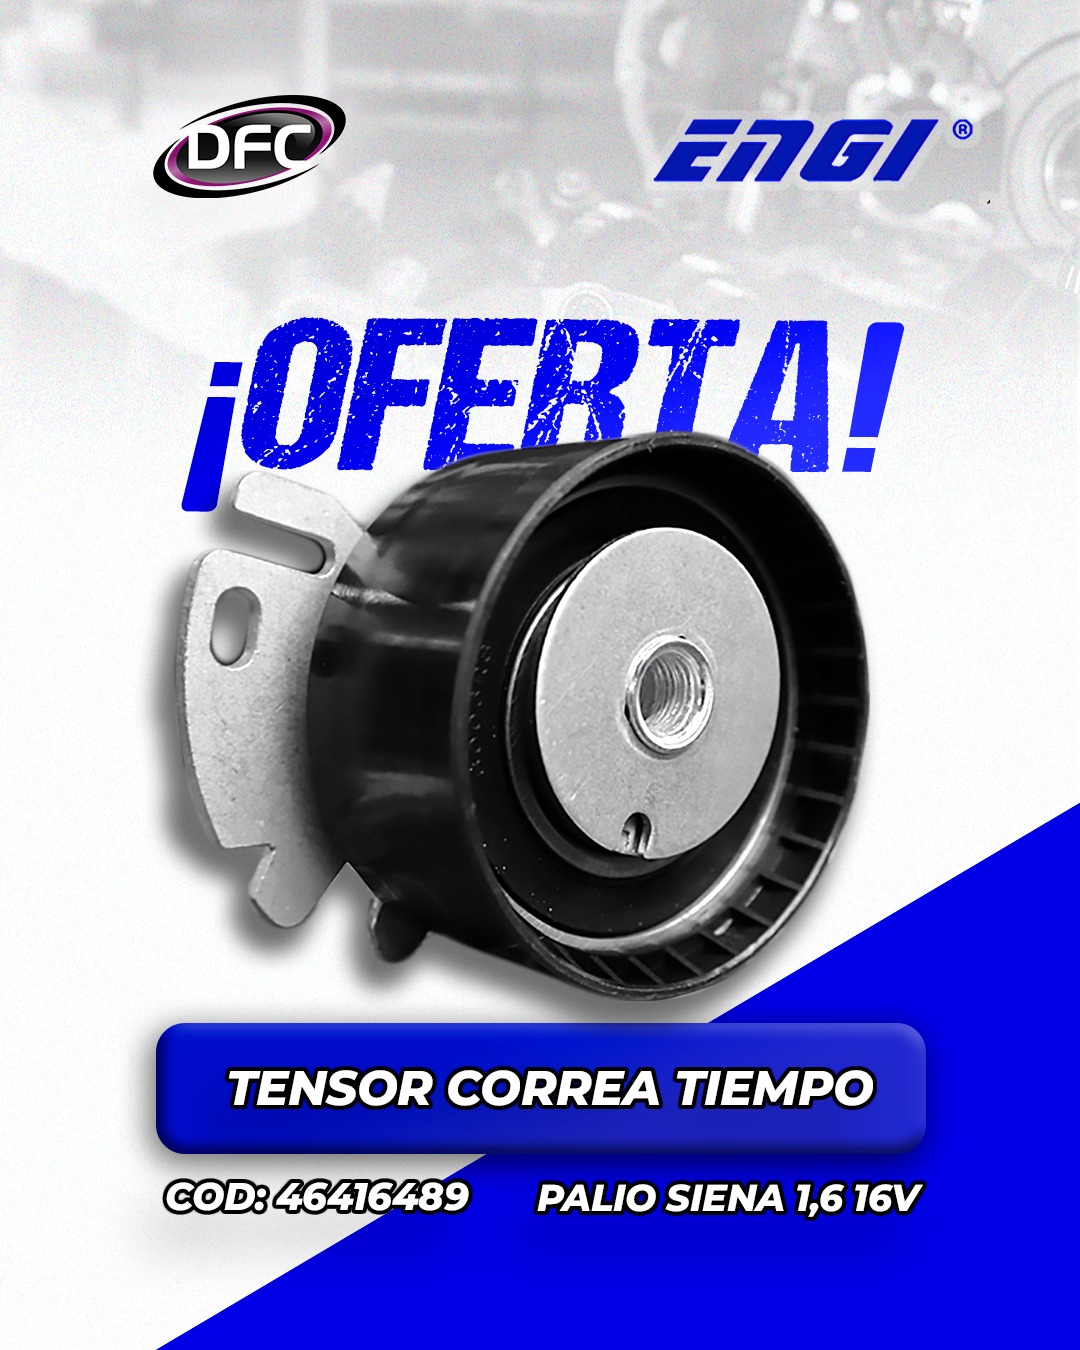 DFC
ENGI ®
¡OFERTA!
TENSOR CORREA TIEMPO
COD: 46416489
PALIO SIENA 1,6 16V